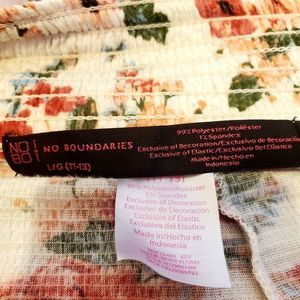 NO
BO
NO BOUNDARIES
L/G (11-13)
99% Polyester/Poliéster
1% Spandex
Exclusive of Decoration/Exclusivo de Decoración
Exclusive of Elastic/Exclusivo del Elástico
Made in/Hecho en
Indonesia
99% Polyester/Poliéster
1% Spandex
Exclusive of Decoration
Exclusivo de Decoración
Exclusive of Elastic
Exclusivo del Elástico
Made in/Hecho en
Indonesia